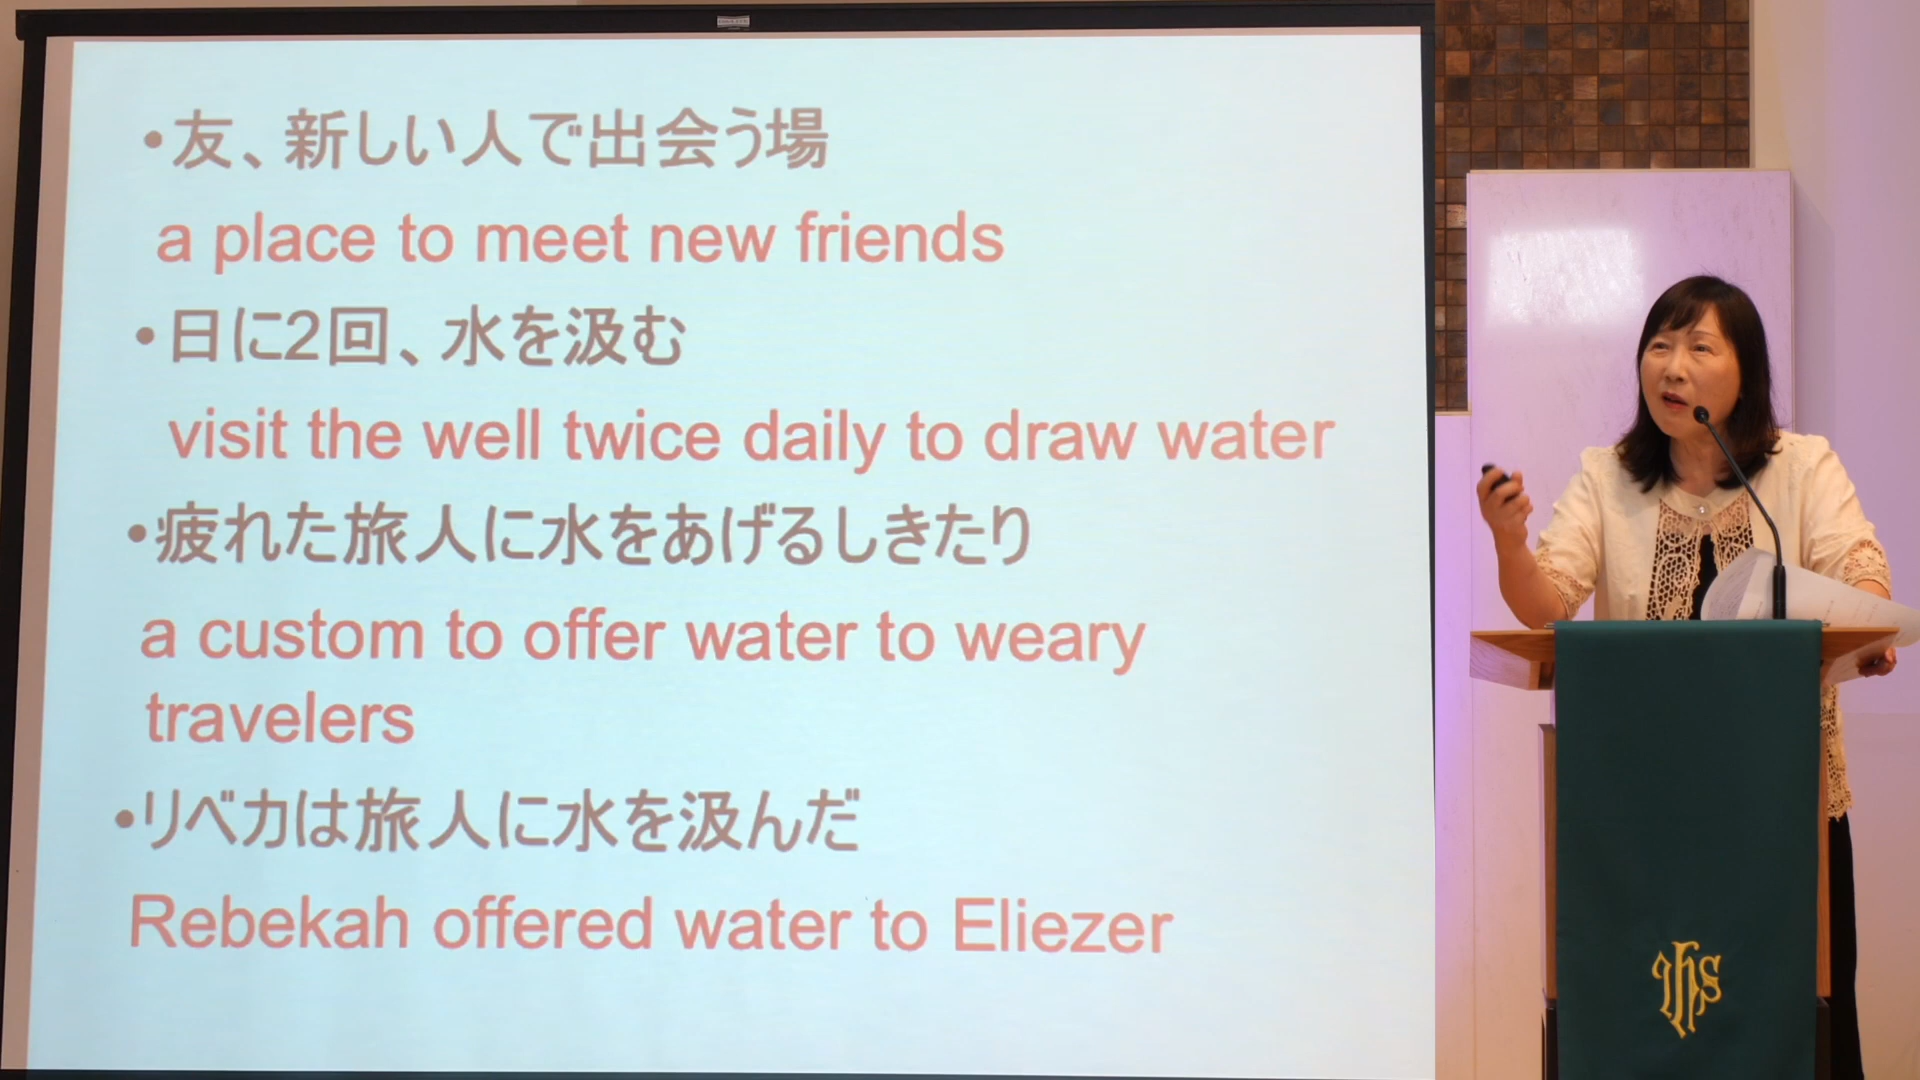 •友、新しい人で出会う場
a place to meet new friends
•日に2回、水を汲む
visit the well twice daily to draw water
•疲れた旅人に水をあげるしきたり
a custom to offer water to weary
travelers
•リベカは旅人に水を汲んだ
Rebekah offered water to Eliezer
IHS